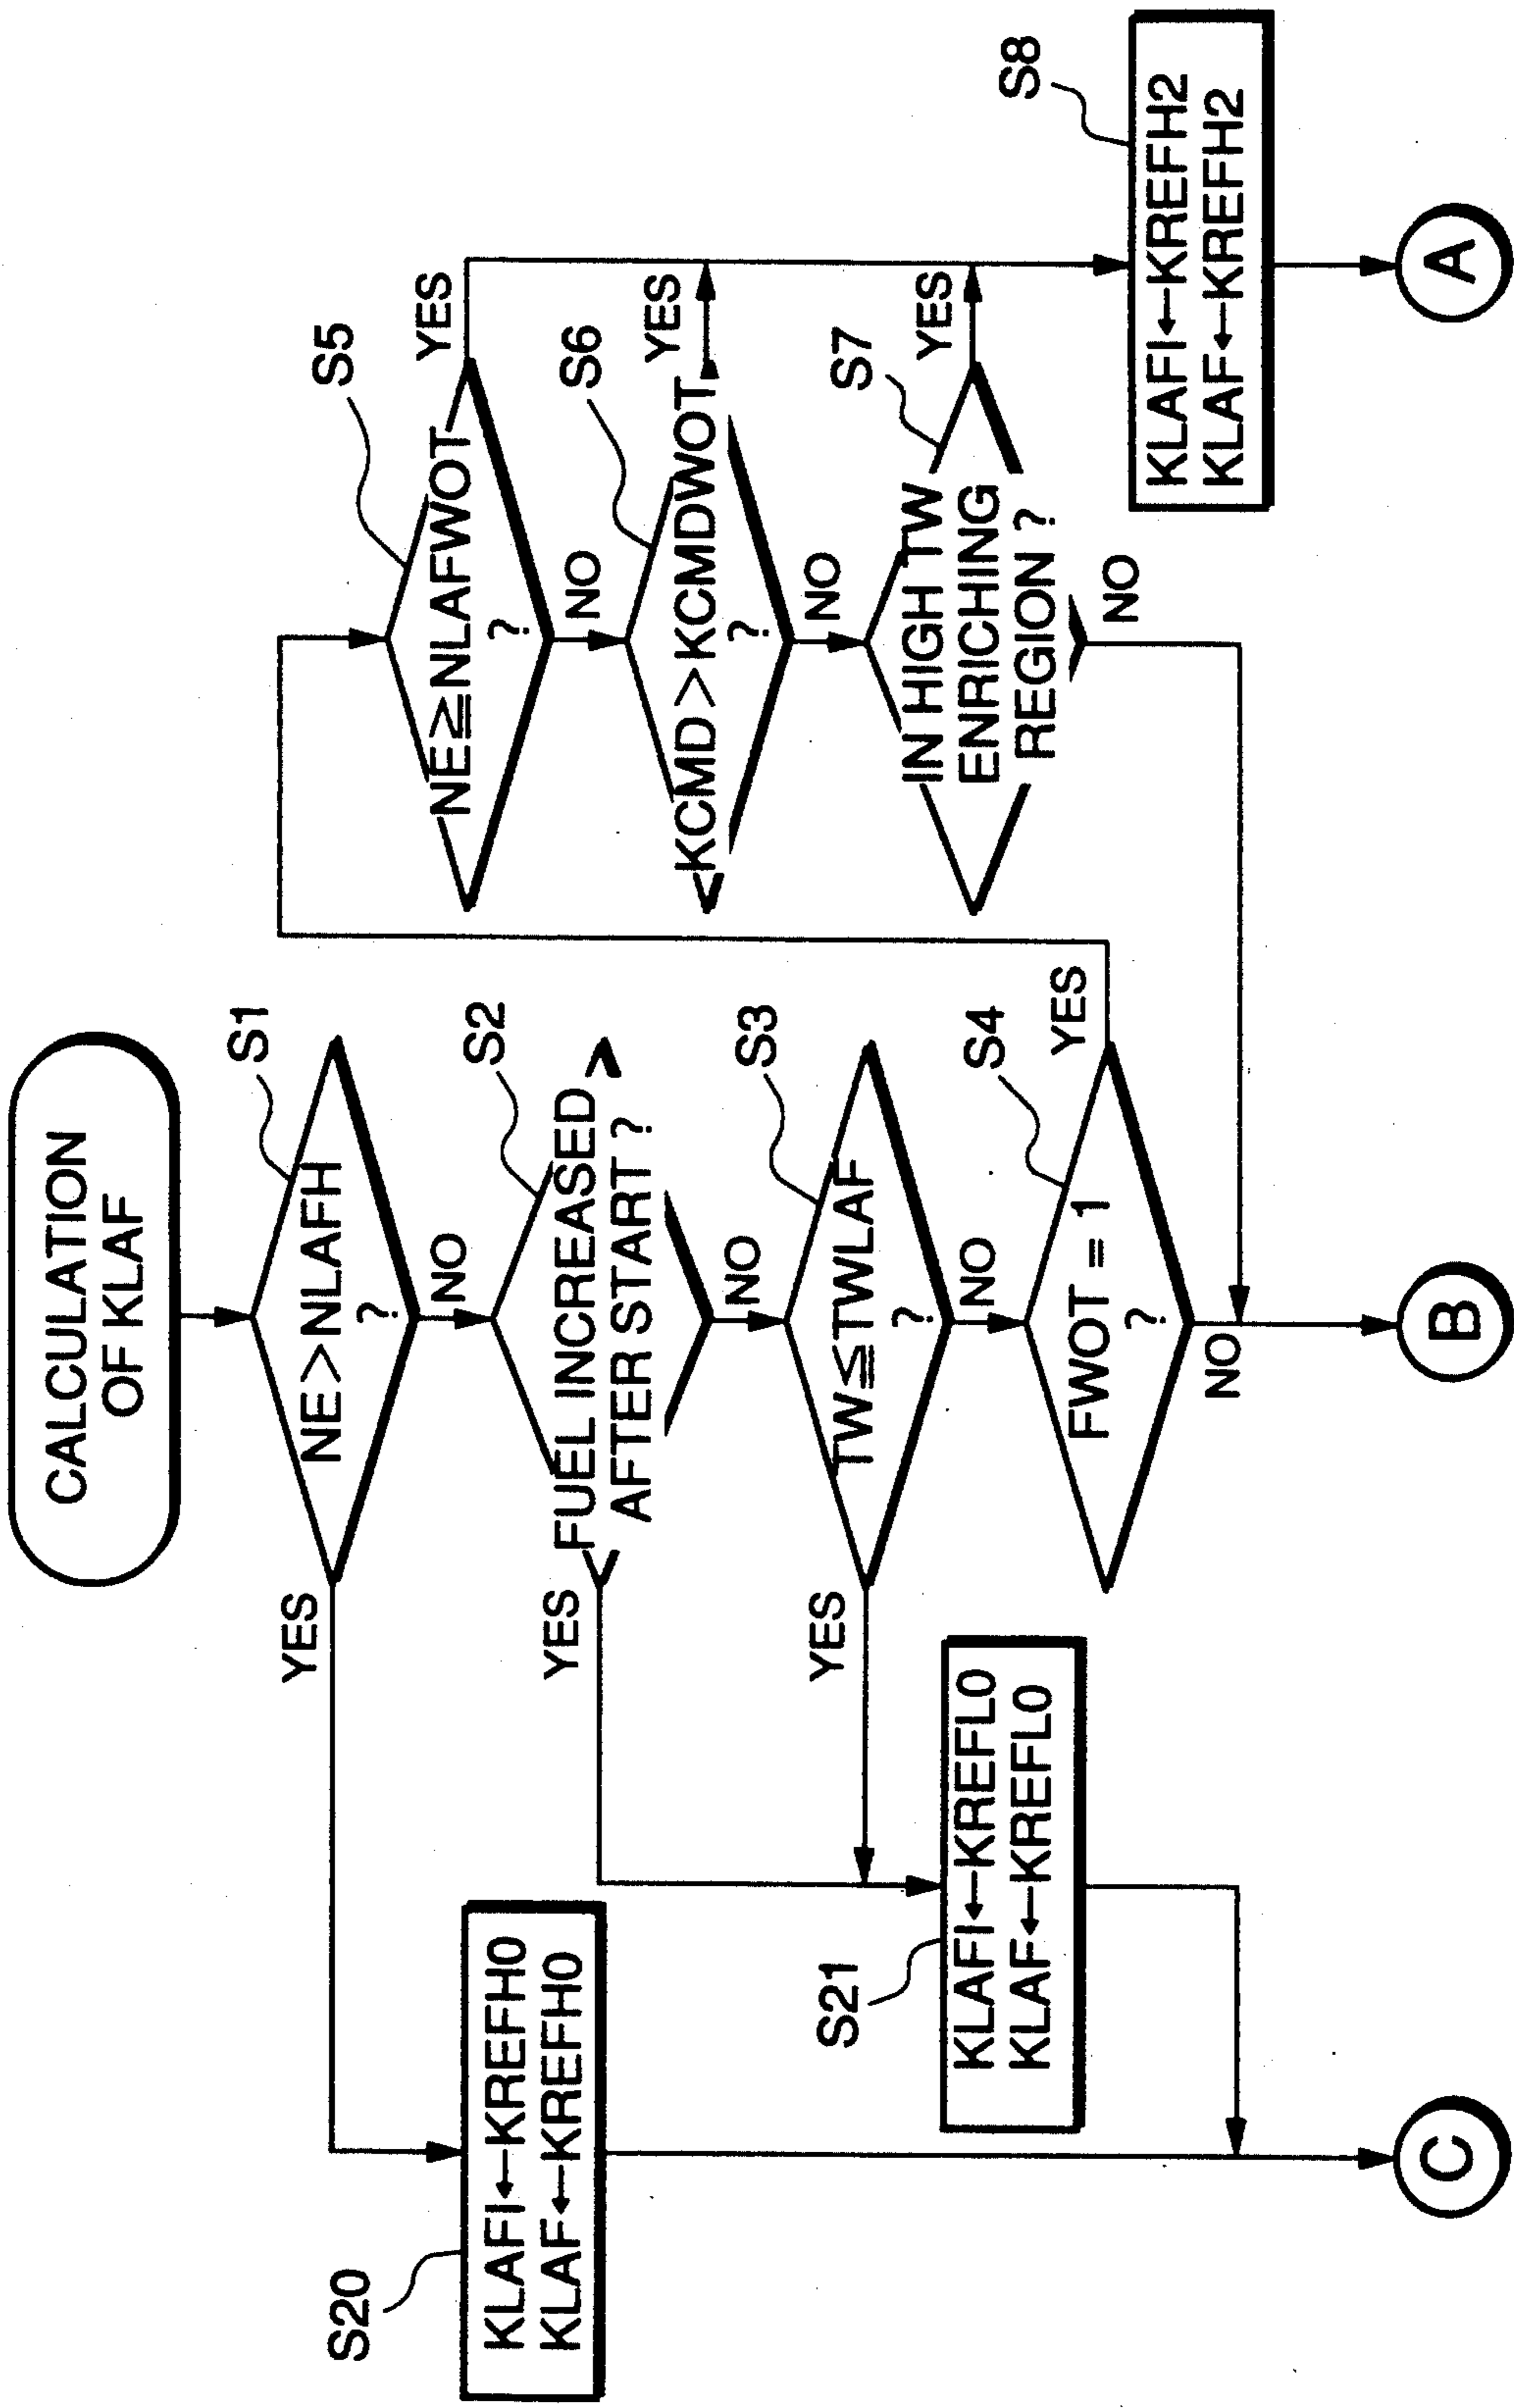 CALCULATION
OF KLAF
S1
NE>NLAFH
?
YES
NO
S2
FUEL INCREASED
AFTER START ?
YES
NO
S3
TW≦TWLAF
?
YES
NO
S4
FWOT = 1
?
YES
NO
S5
NE≧NLAFWOT
?
YES
NO
S6
KCMD>KCMDWOT
?
YES
NO
S7
IN HIGH TW
ENRICHING
REGION ?
YES
NO
S8
KLAFI←KREFH2
KLAF←KREFH2
S20
KLAFI←KREFH0
KLAF←KREFH0
S21
KLAFI←KREFL0
KLAF←KREFL0
C
B
A